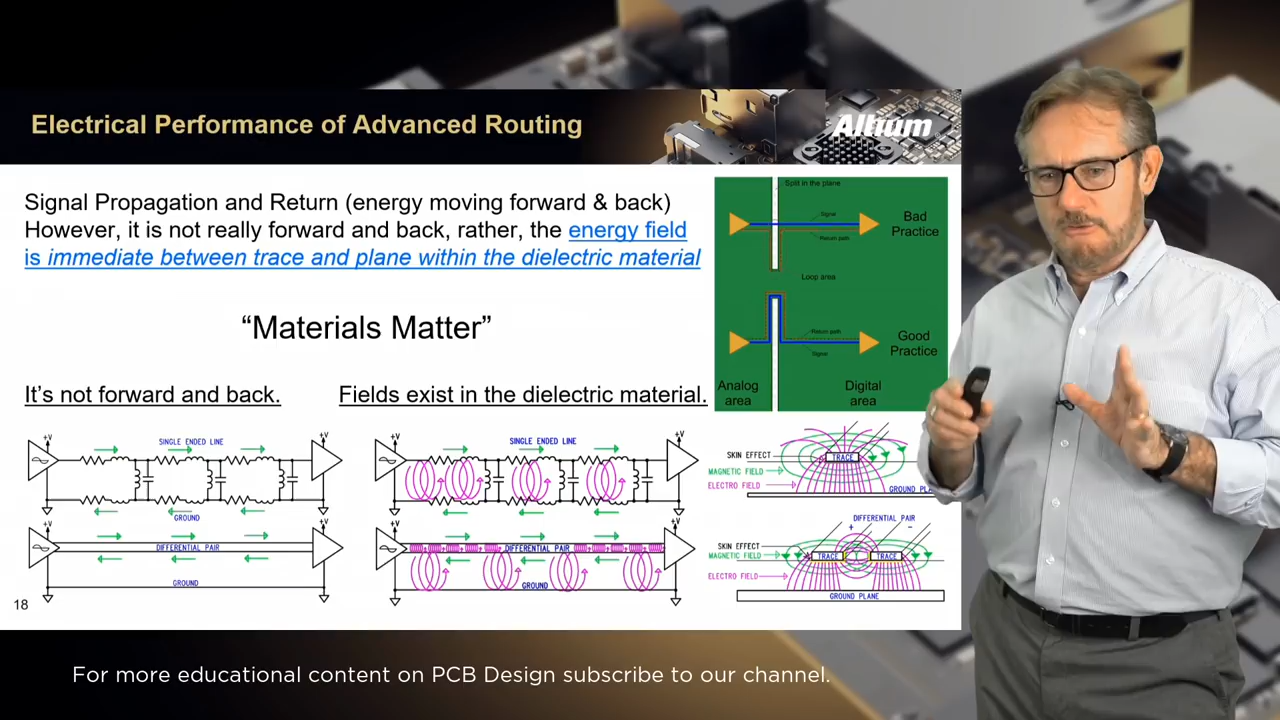 Electrical Performance of Advanced Routing
Altium
Signal Propagation and Return (energy moving forward & back)
However, it is not really forward and back, rather, the energy field
is immediate between trace and plane within the dielectric material
“Materials Matter”
It’s not forward and back.
Fields exist in the dielectric material.
Split in the plane
Signal
Return path
Bad
Practice
Loop area
Return path
Signal
Good
Practice
Analog
area
Digital
area
+V
SINGLE ENDED LINE
+V
GROUND
+V
DIFFERENTIAL PAIR
+V
GROUND
+V
SINGLE ENDED LINE
+V
+V
DIFFERENTIAL PAIR
+V
GROUND
SKIN EFFECT
TRACE
MAGNETIC FIELD
ELECTRO FIELD
GROUND
DIFFERENTIAL PAIR
+ −
SKIN EFFECT
MAGNETIC FIELD
TRACE
TRACE
ELECTRO FIELD
GROUND PLANE
18
For more educational content on PCB Design subscribe to our channel.